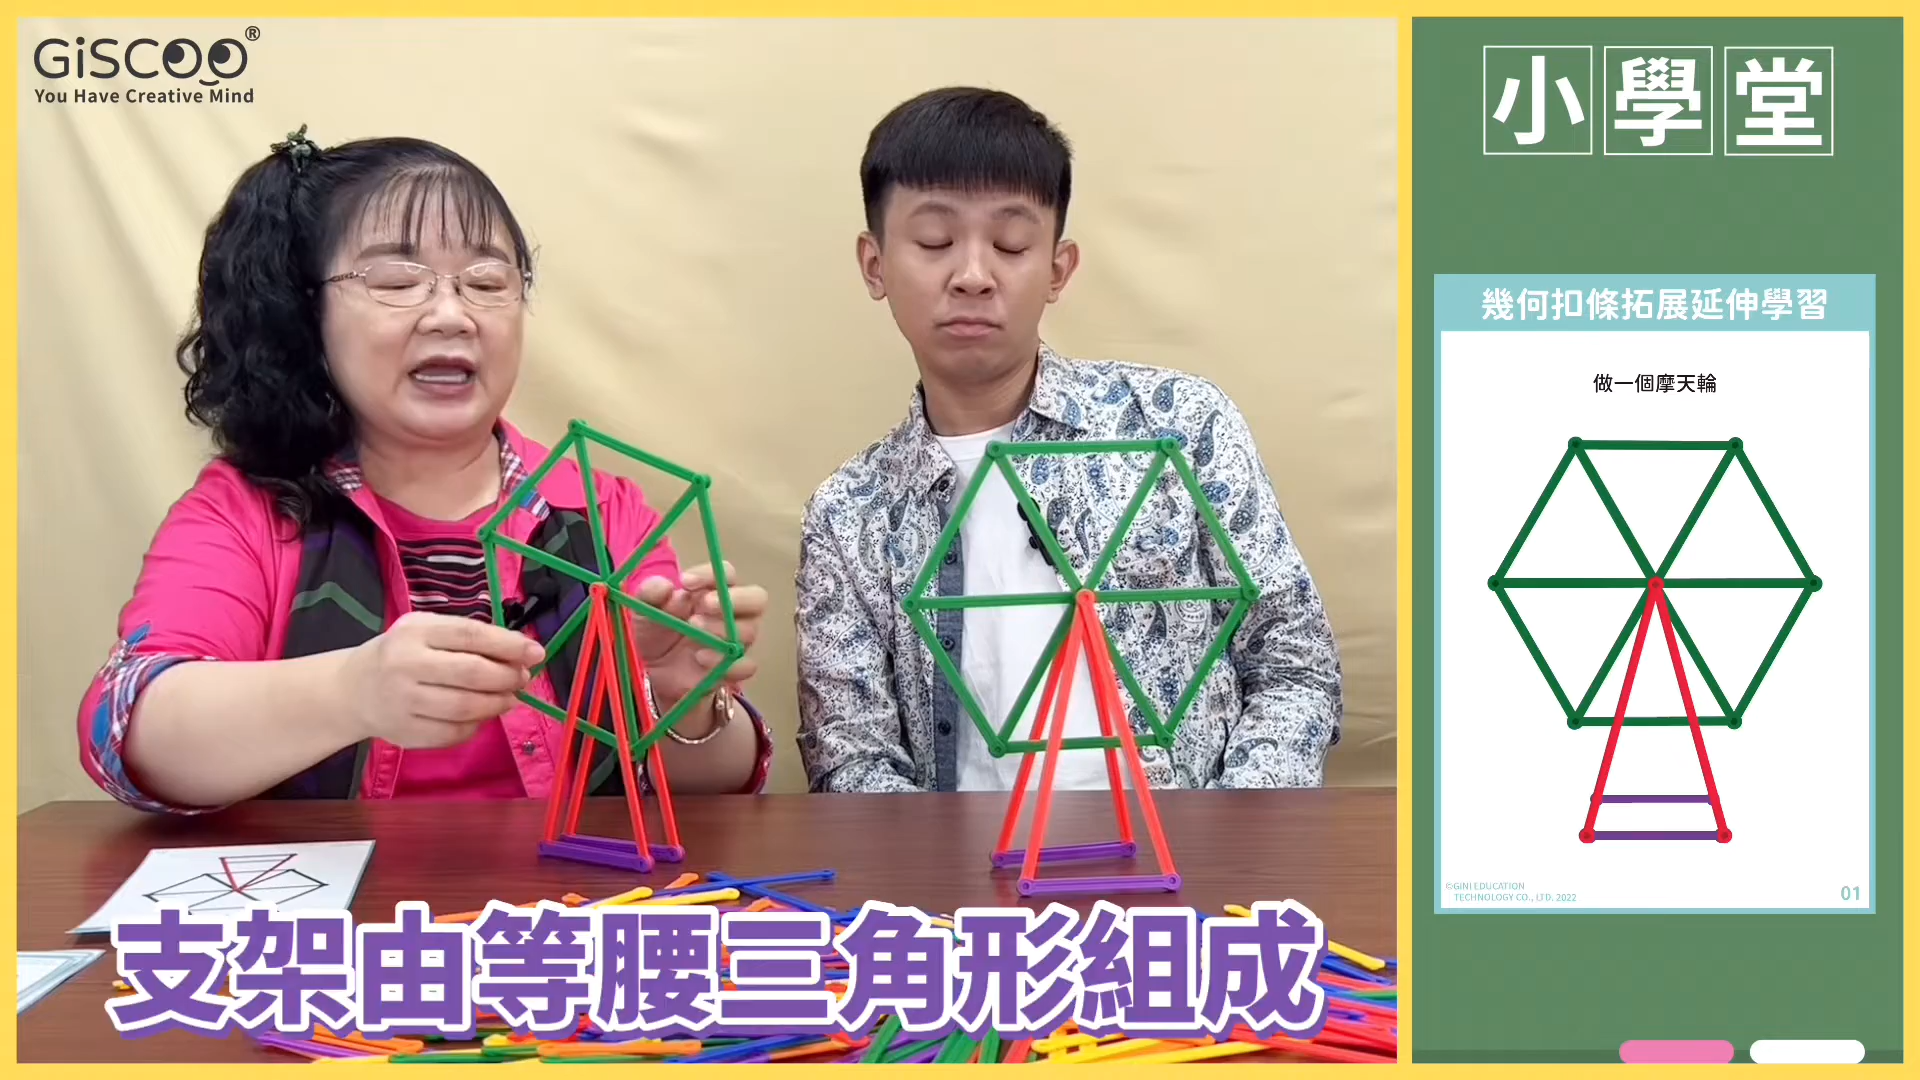 GiSCOO®
You Have Creative Mind
小學堂
幾何扣條拓展延伸學習
做一個摩天輪
©GINI EDUCATION
TECHNOLOGY CO., LTD. 2022
01
支架由等腰三角形組成